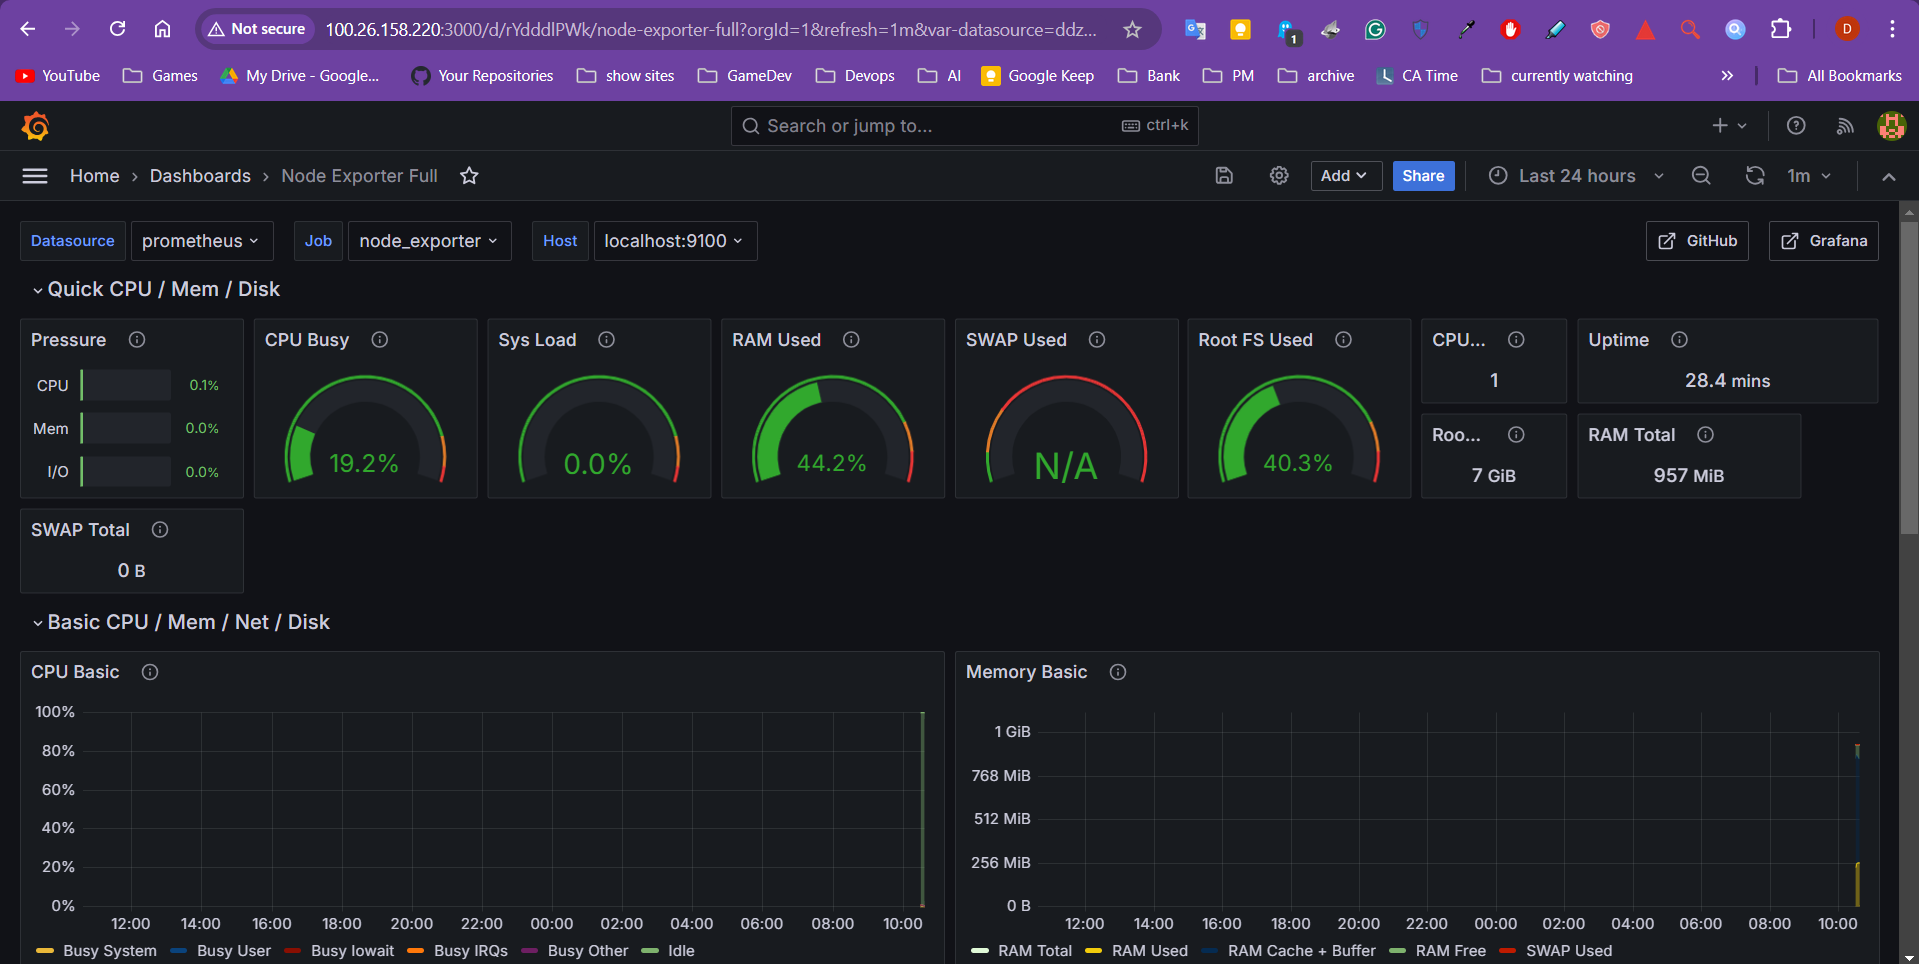 Not secure 100.26.158.220:3000/d/rYdddlPWk/node-exporter-full?orgId=1&refresh=1m&var-datasource=ddz... 1 D
YouTube Games My Drive - Google... Your Repositories show sites GameDev Devops AI Google Keep Bank PM archive CA Time currently watching » All Bookmarks
Search or jump to... ctrl+k
Home › Dashboards › Node Exporter Full Add Share Last 24 hours 1m
Datasource prometheus Job node_exporter Host localhost:9100 GitHub Grafana
Quick CPU / Mem / Disk
Pressure
CPU 0.1%
Mem 0.0%
I/O 0.0%
CPU Busy
19.2%
Sys Load
0.0%
RAM Used
44.2%
SWAP Used
N/A
Root FS Used
40.3%
CPU...
1
Uptime
28.4 mins
Roo...
7 GiB
RAM Total
957 MiB
SWAP Total
0 B
Basic CPU / Mem / Net / Disk
CPU Basic
100%
80%
60%
40%
20%
0%
12:00 14:00 16:00 18:00 20:00 22:00 00:00 02:00 04:00 06:00 08:00 10:00
Busy System Busy User Busy Iowait Busy IRQs Busy Other Idle
Memory Basic
1 GiB
768 MiB
512 MiB
256 MiB
0 B
12:00 14:00 16:00 18:00 20:00 22:00 00:00 02:00 04:00 06:00 08:00 10:00
RAM Total RAM Used RAM Cache + Buffer RAM Free SWAP Used